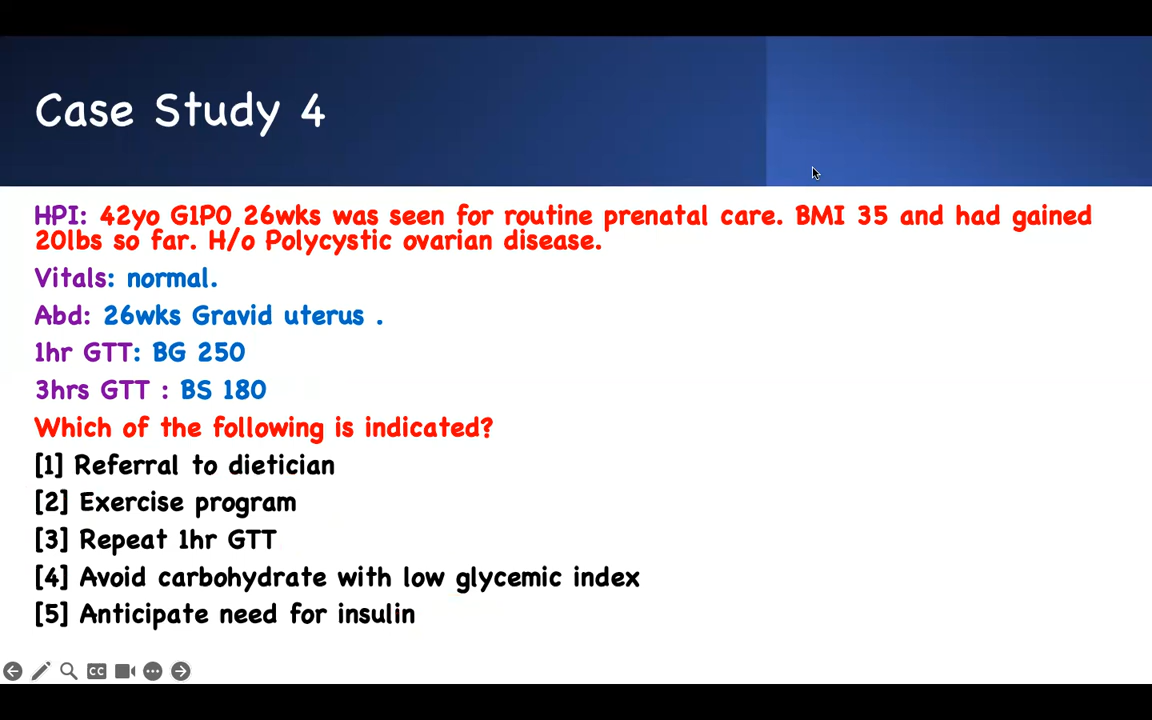 Case Study 4
HPI: 42yo G1P0 26wks was seen for routine prenatal care. BMI 35 and had gained
20lbs so far. H/o Polycystic ovarian disease.
Vitals: normal.
Abd: 26wks Gravid uterus .
1hr GTT: BG 250
3hrs GTT : BS 180
Which of the following is indicated?
[1] Referral to dietician
[2] Exercise program
[3] Repeat 1hr GTT
[4] Avoid carbohydrate with low glycemic index
[5] Anticipate need for insulin
CC